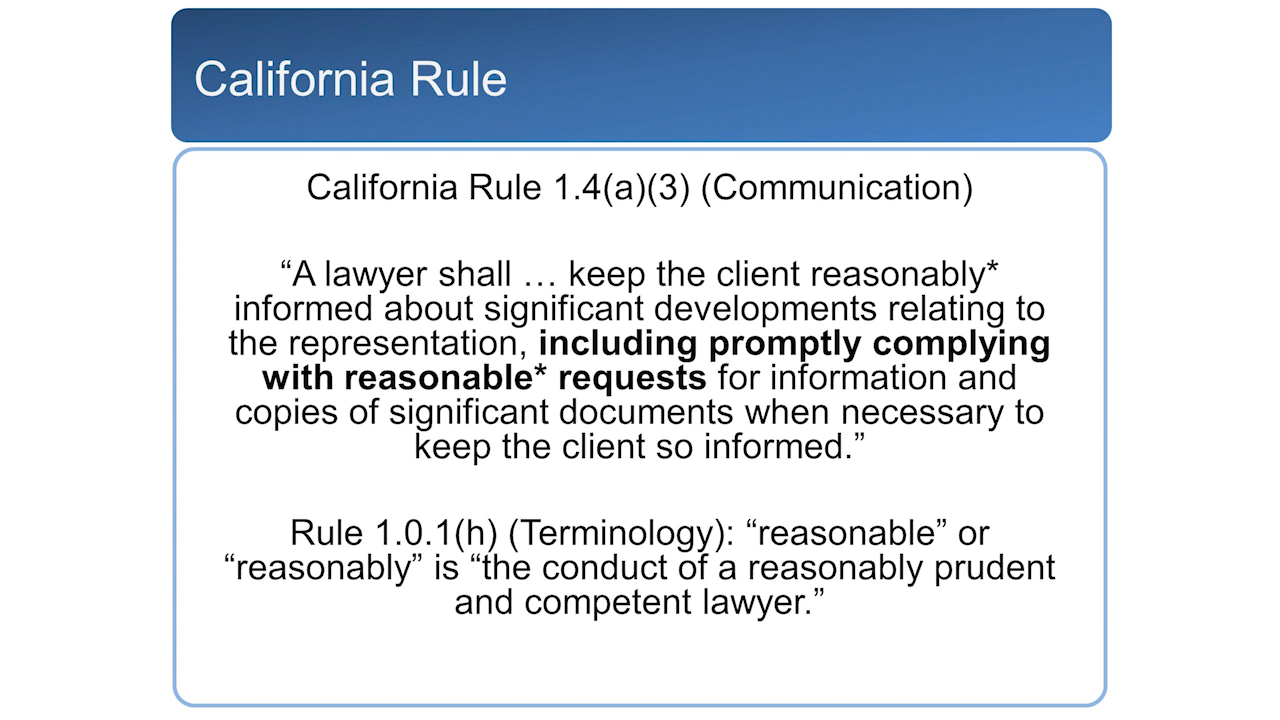 California Rule
California Rule 1.4(a)(3) (Communication)
“A lawyer shall … keep the client reasonably*
informed about significant developments relating to
the representation, including promptly complying
with reasonable* requests for information and
copies of significant documents when necessary to
keep the client so informed.”
Rule 1.0.1(h) (Terminology): “reasonable” or
“reasonably” is “the conduct of a reasonably prudent
and competent lawyer.”